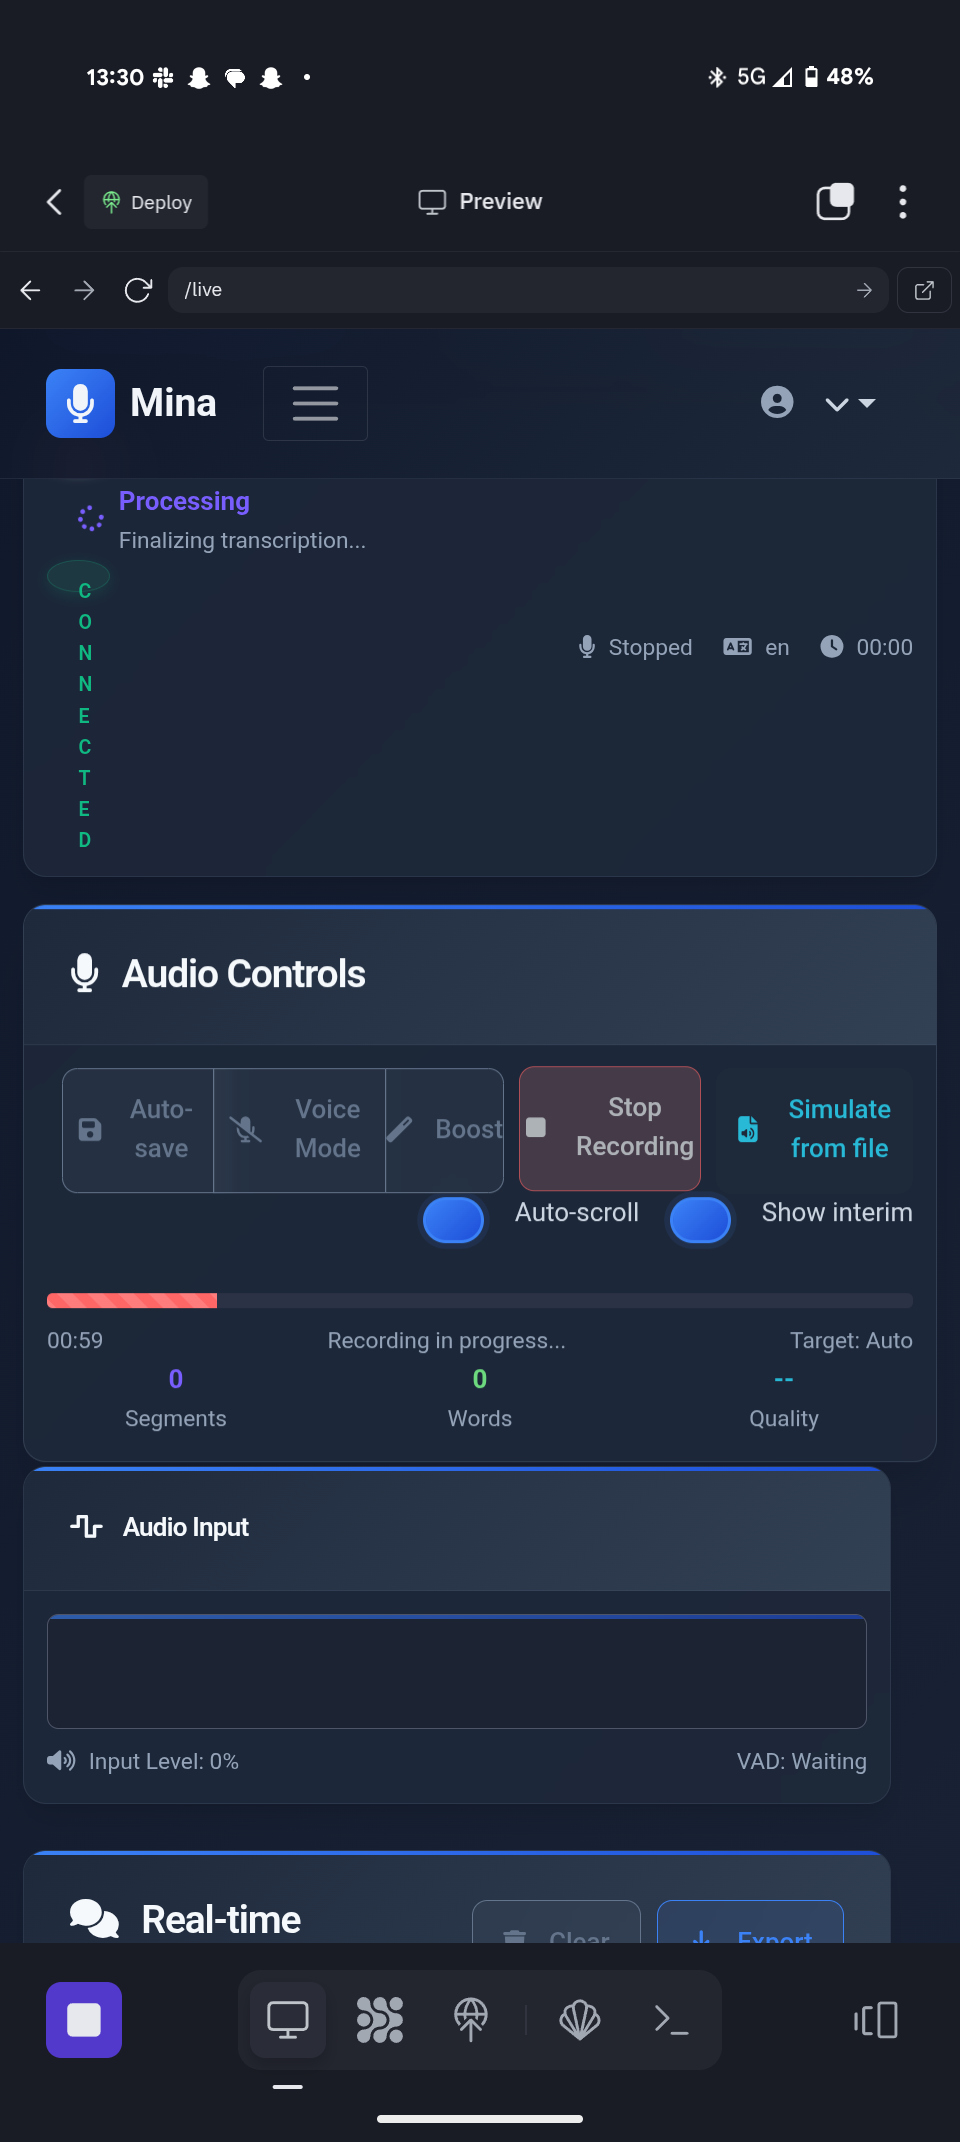 13:30
5G
48%
Deploy
Preview
/live
Mina
Processing
Finalizing transcription...
C
O
N
N
E
C
T
E
D
Stopped
en
00:00
Audio Controls
Auto-
save
Voice
Mode
Boost
Stop
Recording
Simulate
from file
Auto-scroll
Show interim
00:59
Recording in progress...
Target: Auto
0
0
--
Segments
Words
Quality
Audio Input
Input Level: 0%
VAD: Waiting
Real-time
Clear
Export